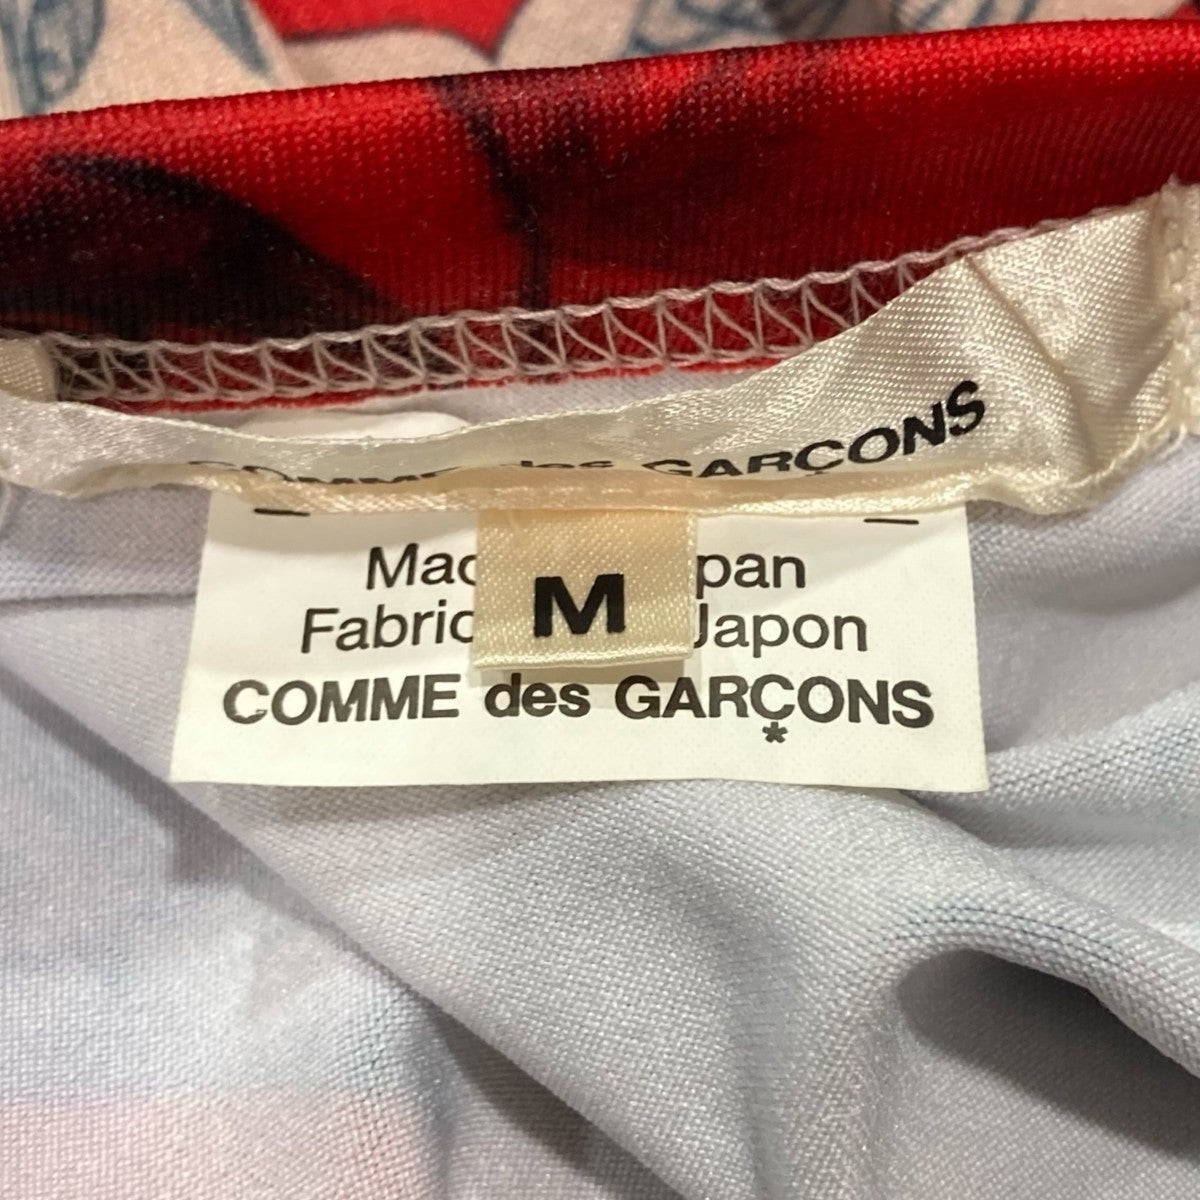 COMME des GARÇONS
M
Mac pan
Fabric Japon
COMME des GARÇONS
*